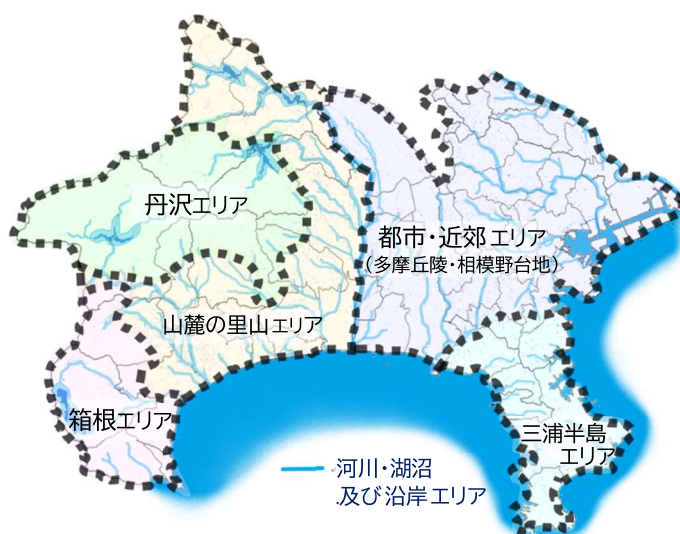 丹沢エリア
都市・近郊エリア
（多摩丘陵・相模野台地）
山麓の里山エリア
箱根エリア
三浦半島
エリア
河川・湖沼
.及び沿岸エリア